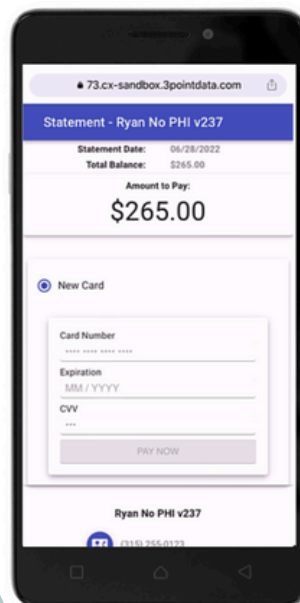 73.cx-sandbox.3pointdata.com
Statement - Ryan No PHI v237
Statement Date: 06/28/2022
Total Balance: $265.00
Amount to Pay:
$265.00
New Card
Card Number
.... .... .... ....
Expiration
MM / YYYY
CVV
...
PAY NOW
Ryan No PHI v237
(315) 255-0123